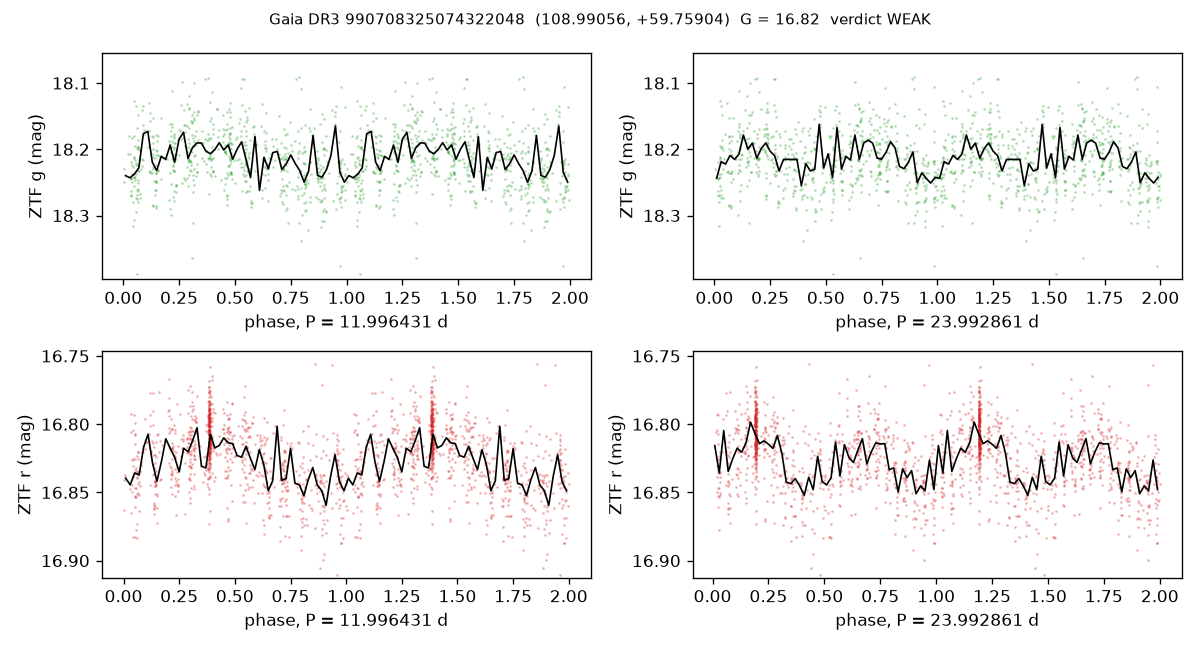 Gaia DR3 990708325074322048  (108.99056, +59.75904)  G = 16.82  verdict WEAK
ZTF g (mag)
18.1
18.2
18.3
0.00 0.25 0.50 0.75 1.00 1.25 1.50 1.75 2.00
phase, P = 11.996431 d
ZTF g (mag)
18.1
18.2
18.3
0.00 0.25 0.50 0.75 1.00 1.25 1.50 1.75 2.00
phase, P = 23.992861 d
ZTF r (mag)
16.75
16.80
16.85
16.90
0.00 0.25 0.50 0.75 1.00 1.25 1.50 1.75 2.00
phase, P = 11.996431 d
ZTF r (mag)
16.75
16.80
16.85
16.90
0.00 0.25 0.50 0.75 1.00 1.25 1.50 1.75 2.00
phase, P = 23.992861 d